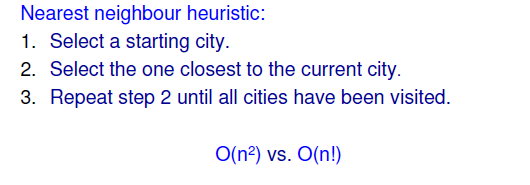 Nearest neighbour heuristic:
1. Select a starting city.
2. Select the one closest to the current city.
3. Repeat step 2 until all cities have been visited.
O(n²) vs. O(n!)